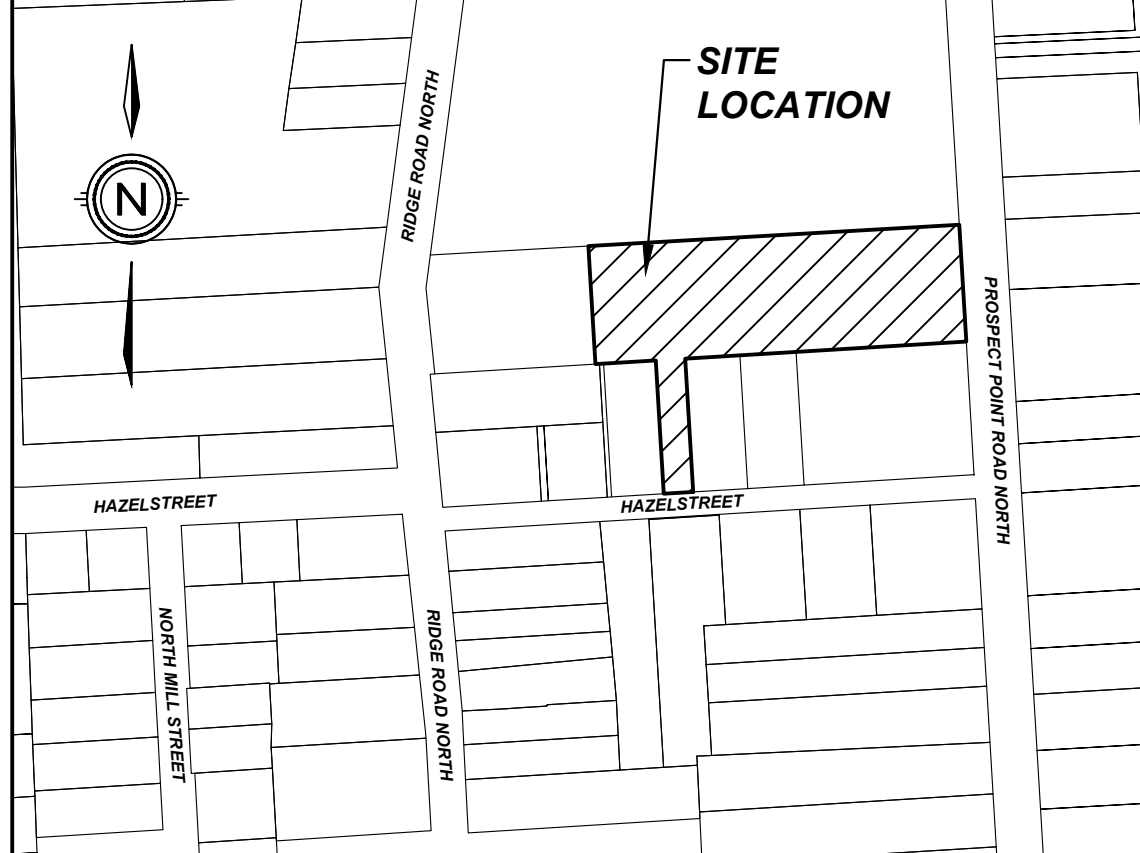 SITE
LOCATION
RIDGE ROAD NORTH
N
PROSPECT POINT ROAD NORTH
HAZELSTREET
HAZELSTREET
NORTH MILL STREET
RIDGE ROAD NORTH